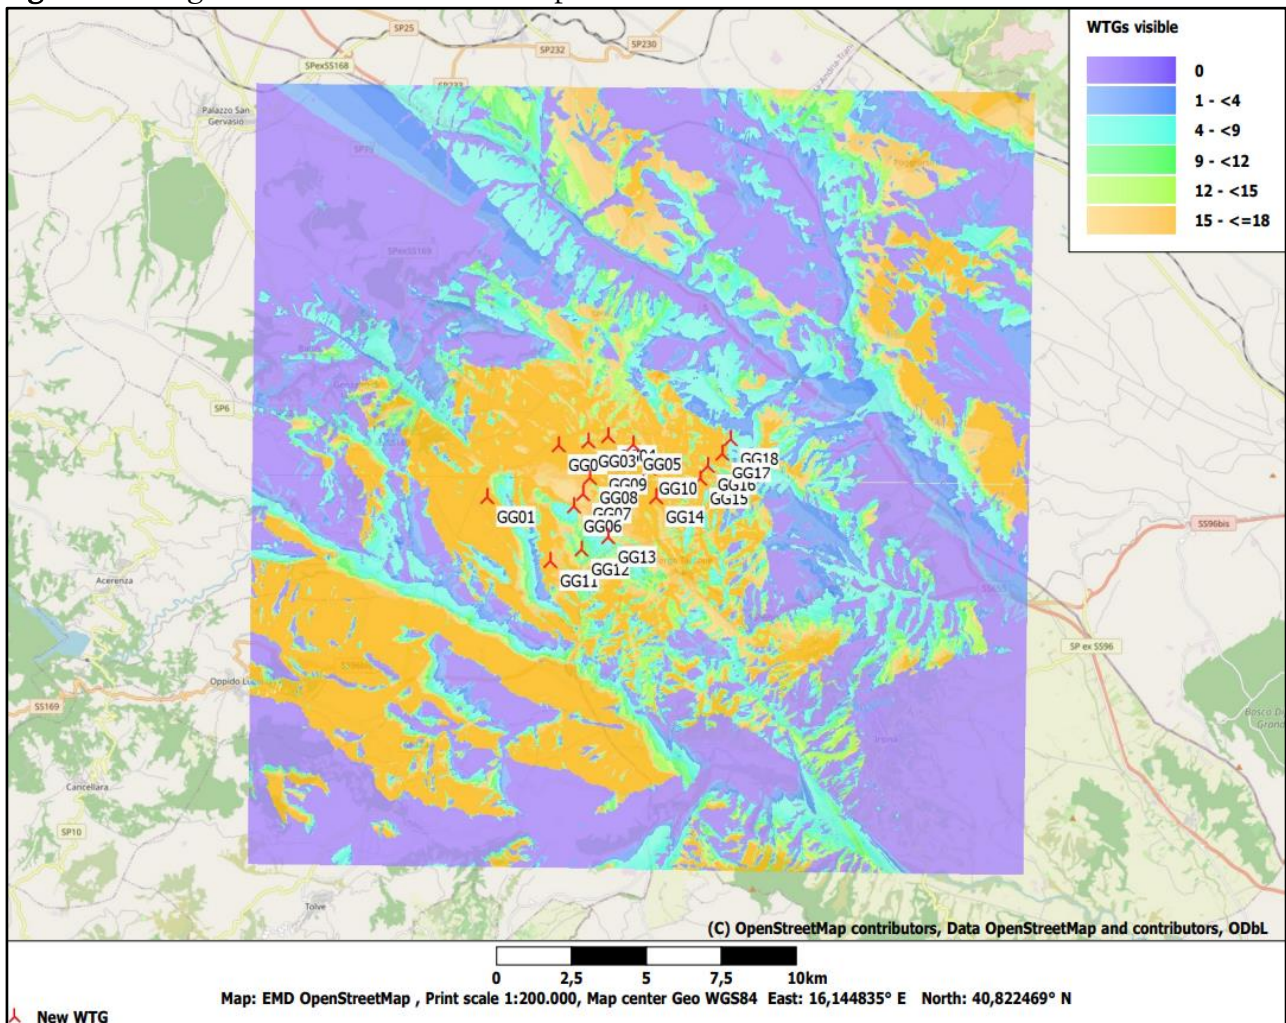 SP25
SP232
SP230
SPexSS168
WTGs visible
0
1 - <4
4 - <9
9 - <12
12 - <15
15 - <=18
Palazzo San
Gervasio
SPexSS169
SP6
GG03
GG05
GG18
GG17
GG09
GG10
GG16
GG08
GG15
GG01
GG07
GG14
GG06
GG13
GG12
GG11
SS96bis
Acerenza
SP ex SS96
SS169
Cancellara
SP10
Tolve
(C) OpenStreetMap contributors, Data OpenStreetMap and contributors, ODbL
0 2,5 5 7,5 10km
Map: EMD OpenStreetMap , Print scale 1:200.000, Map center Geo WGS84 East: 16,144835° E North: 40,822469° N
New WTG